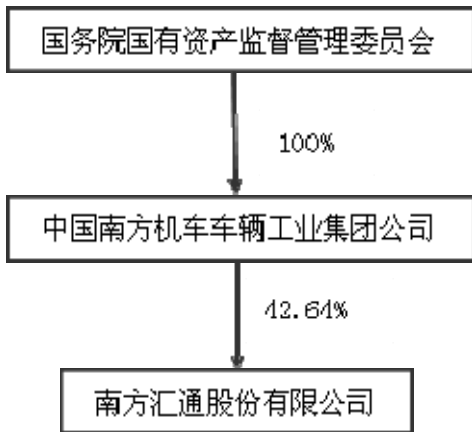 国务院国有资产监督管理委员会
100%
中国南方机车车辆工业集团公司
42.64%
南方汇通股份有限公司